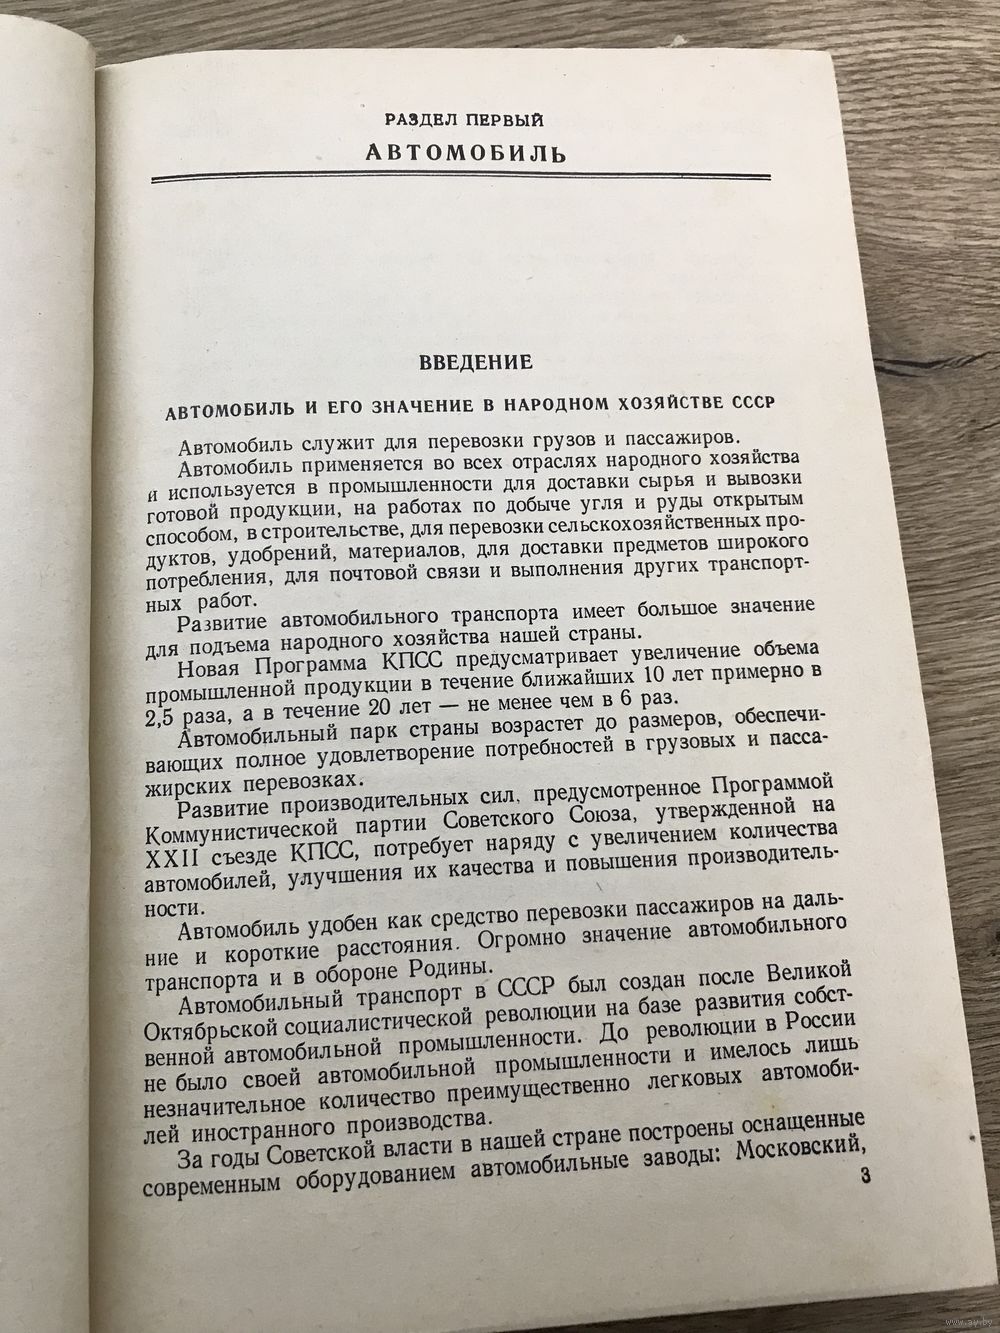 РАЗДЕЛ ПЕРВЫЙ
АВТОМОБИЛЬ
ВВЕДЕНИЕ
АВТОМОБИЛЬ И ЕГО ЗНАЧЕНИЕ В НАРОДНОМ ХОЗЯЙСТВЕ СССР
Автомобиль служит для перевозки грузов и пассажиров.
Автомобиль применяется во всех отраслях народного хозяйства
и используется в промышленности для доставки сырья и вывозки
готовой продукции, на работах по добыче угля и руды открытым
способом, в строительстве, для перевозки сельскохозяйственных про-
дуктов, удобрений, материалов, для доставки предметов широкого
потребления, для почтовой связи и выполнения других транспорт-
ных работ.
Развитие автомобильного транспорта имеет большое значение
для подъема народного хозяйства нашей страны.
Новая Программа КПСС предусматривает увеличение объема
промышленной продукции в течение ближайших 10 лет примерно в
2,5 раза, а в течение 20 лет — не менее чем в 6 раз.
Автомобильный парк страны возрастет до размеров, обеспечи-
вающих полное удовлетворение потребностей в грузовых и пасса-
жирских перевозках.
Развитие производительных сил, предусмотренное Программой
Коммунистической партии Советского Союза, утвержденной на
XXII съезде КПСС, потребует наряду с увеличением количества
автомобилей, улучшения их качества и повышения производитель-
ности.
Автомобиль удобен как средство перевозки пассажиров на даль-
ние и короткие расстояния. Огромно значение автомобильного
транспорта и в обороне Родины.
Автомобильный транспорт в СССР был создан после Великой
Октябрьской социалистической революции на базе развития собст-
венной автомобильной промышленности. До революции в России
не было своей автомобильной промышленности и имелось лишь
незначительное количество преимущественно легковых автомоби-
лей иностранного производства.
За годы Советской власти в нашей стране построены оснащенные
современным оборудованием автомобильные заводы: Московский,
3
www.ay.by